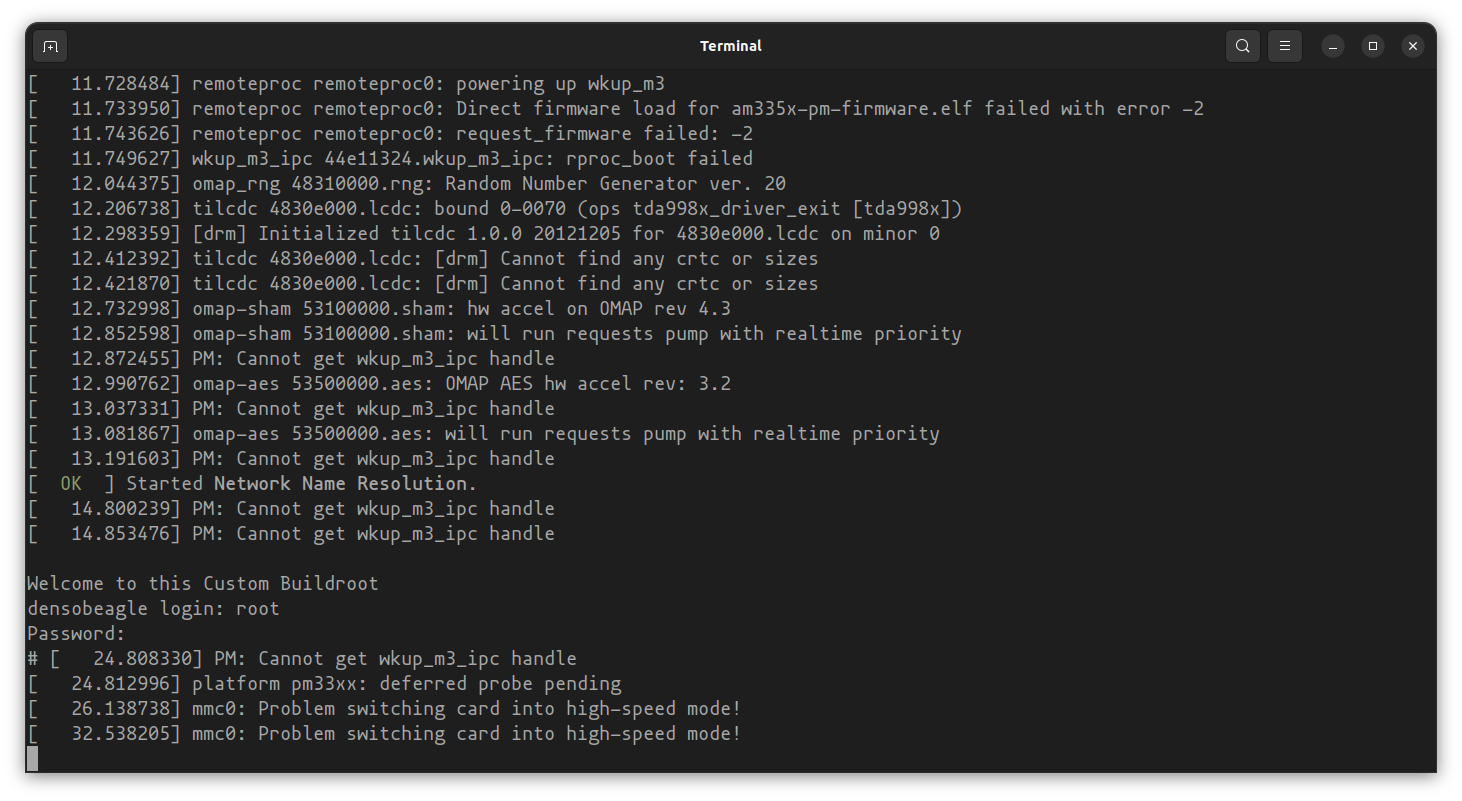 Terminal
[   11.728484] remoteproc remoteproc0: powering up wkup_m3
[   11.733950] remoteproc remoteproc0: Direct firmware load for am335x-pm-firmware.elf failed with error -2
[   11.743626] remoteproc remoteproc0: request_firmware failed: -2
[   11.749627] wkup_m3_ipc 44e11324.wkup_m3_ipc: rproc_boot failed
[   12.044375] omap_rng 48310000.rng: Random Number Generator ver. 20
[   12.206738] tilcdc 4830e000.lcdc: bound 0-0070 (ops tda998x_driver_exit [tda998x])
[   12.298359] [drm] Initialized tilcdc 1.0.0 20121205 for 4830e000.lcdc on minor 0
[   12.412392] tilcdc 4830e000.lcdc: [drm] Cannot find any crtc or sizes
[   12.421870] tilcdc 4830e000.lcdc: [drm] Cannot find any crtc or sizes
[   12.732998] omap-sham 53100000.sham: hw accel on OMAP rev 4.3
[   12.852598] omap-sham 53100000.sham: will run requests pump with realtime priority
[   12.872455] PM: Cannot get wkup_m3_ipc handle
[   12.990762] omap-aes 53500000.aes: OMAP AES hw accel rev: 3.2
[   13.037331] PM: Cannot get wkup_m3_ipc handle
[   13.081867] omap-aes 53500000.aes: will run requests pump with realtime priority
[   13.191603] PM: Cannot get wkup_m3_ipc handle
[  OK  ] Started Network Name Resolution.
[   14.800239] PM: Cannot get wkup_m3_ipc handle
[   14.853476] PM: Cannot get wkup_m3_ipc handle

Welcome to this Custom Buildroot
densobeagle login: root
Password:
# [   24.808330] PM: Cannot get wkup_m3_ipc handle
[   24.812996] platform pm33xx: deferred probe pending
[   26.138738] mmc0: Problem switching card into high-speed mode!
[   32.538205] mmc0: Problem switching card into high-speed mode!